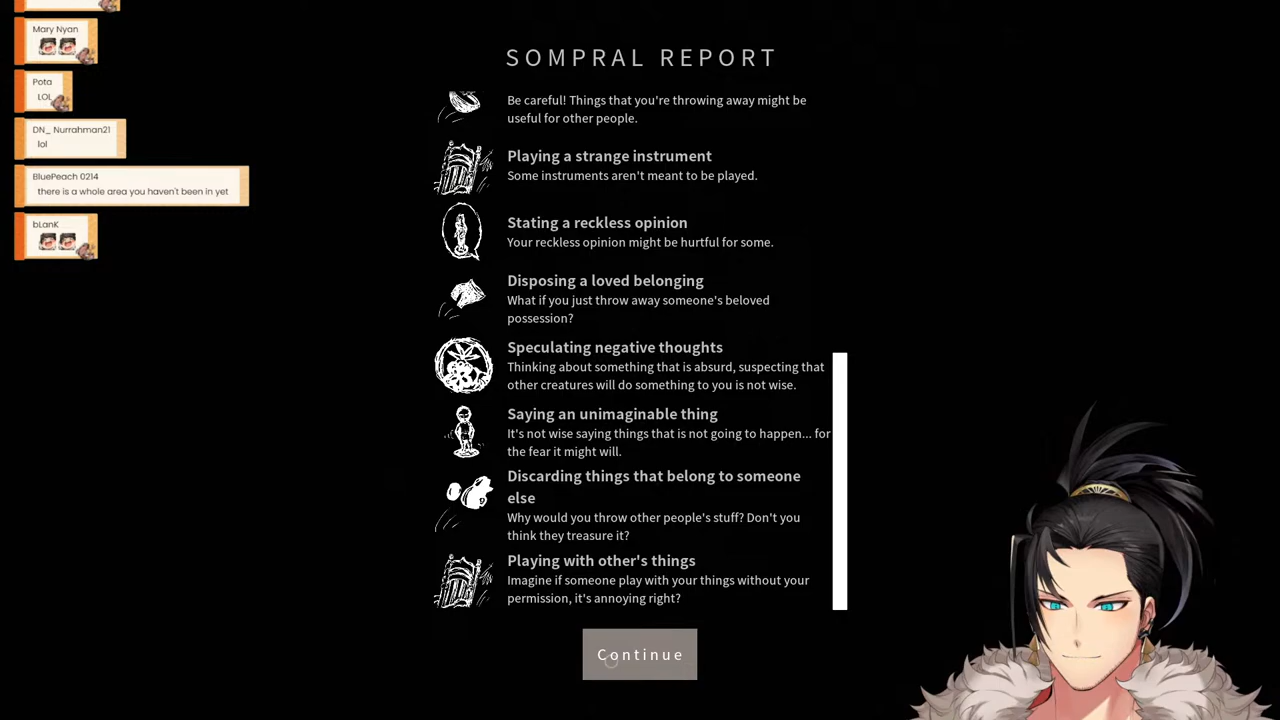 Mary Nyan
Pota
LOL
DN_ Nurrahman21
lol
BluePeach 0214
there is a whole area you haven't been in yet
bLanK
SOMPRAL REPORT
Be careful! Things that you're throwing away might be
useful for other people.
Playing a strange instrument
Some instruments aren't meant to be played.
Stating a reckless opinion
Your reckless opinion might be hurtful for some.
Disposing a loved belonging
What if you just throw away someone's beloved
possession?
Speculating negative thoughts
Thinking about something that is absurd, suspecting that
other creatures will do something to you is not wise.
Saying an unimaginable thing
It's not wise saying things that is not going to happen... for
the fear it might will.
Discarding things that belong to someone
else
Why would you throw other people's stuff? Don't you
think they treasure it?
Playing with other's things
Imagine if someone play with your things without your
permission, it's annoying right?
Continue